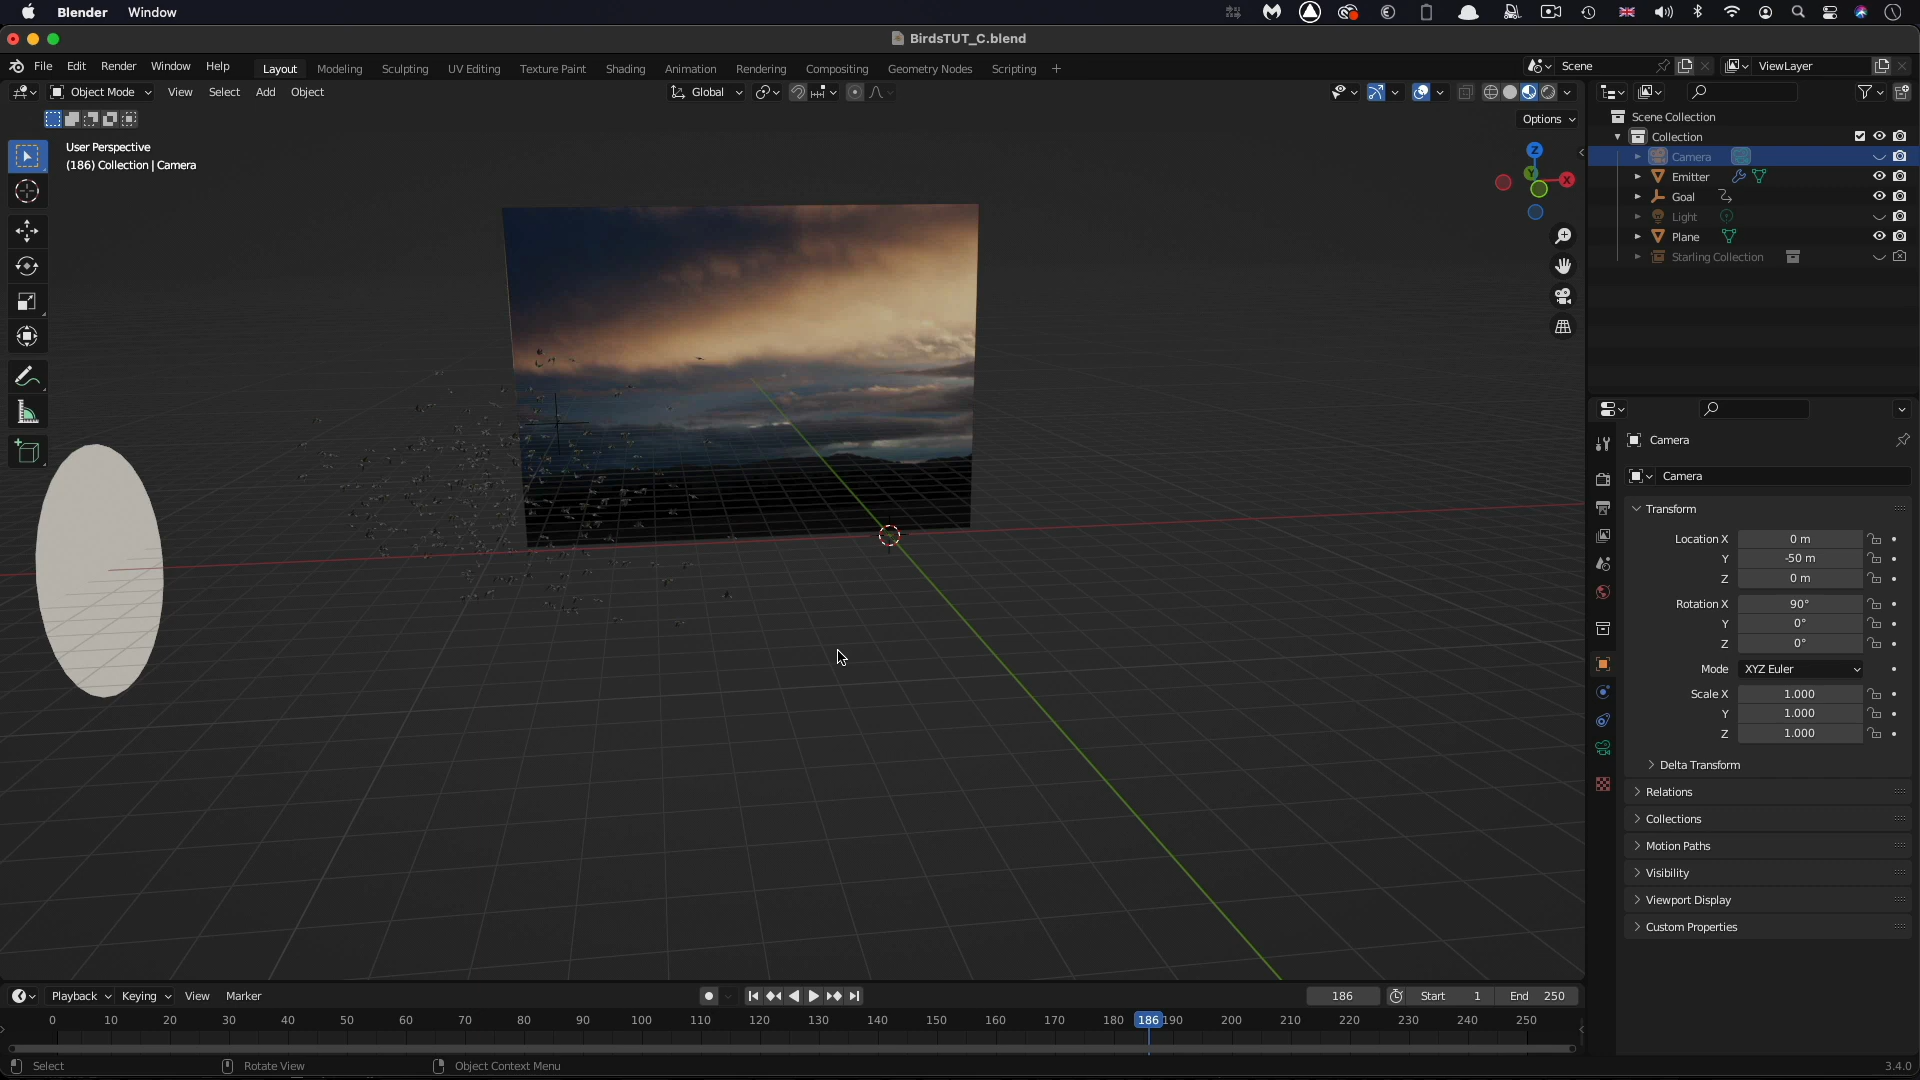 Blender Window
BirdsTUT_C.blend
File Edit Render Window Help Layout Modeling Sculpting UV Editing Texture Paint Shading Animation Rendering Compositing Geometry Nodes Scripting + Scene ViewLayer
Object Mode View Select Add Object Global
Options
User Perspective
(186) Collection | Camera
Z
Y
X
Scene Collection
Collection
Camera
Emitter
Goal
Light
Plane
Starling Collection
Camera
Camera
Transform
Location X 0 m
Y -50 m
Z 0 m
Rotation X 90°
Y 0°
Z 0°
Mode XYZ Euler
Scale X 1.000
Y 1.000
Z 1.000
Delta Transform
Relations
Collections
Motion Paths
Visibility
Viewport Display
Custom Properties
Playback Keying View Marker 186 Start 1 End 250
0 10 20 30 40 50 60 70 80 90 100 110 120 130 140 150 160 170 180 186 190 200 210 220 230 240 250
Select Rotate View Object Context Menu 3.4.0